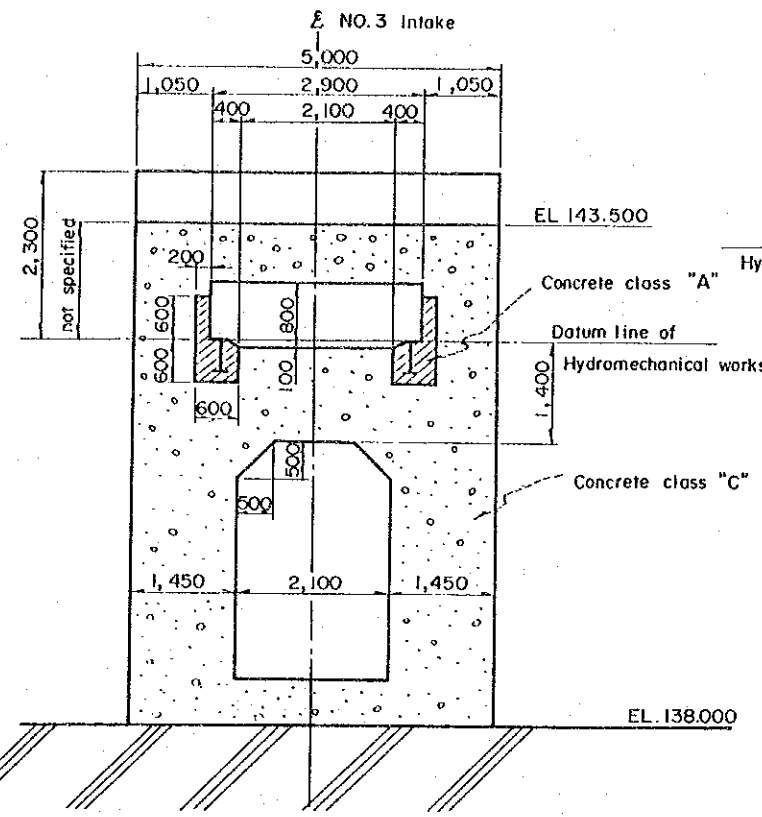 ℄ NO.3 Intake
5,000
1,050 2,900 1,050
400 2,100 400
2,300
not specified
EL 143.500
200
Hy
Concrete class "A"
600
800
Datum line of
Hydromechanical works
600
100
1,400
600
500
500
Concrete class "C"
1,450 2,100 1,450
EL.138.000